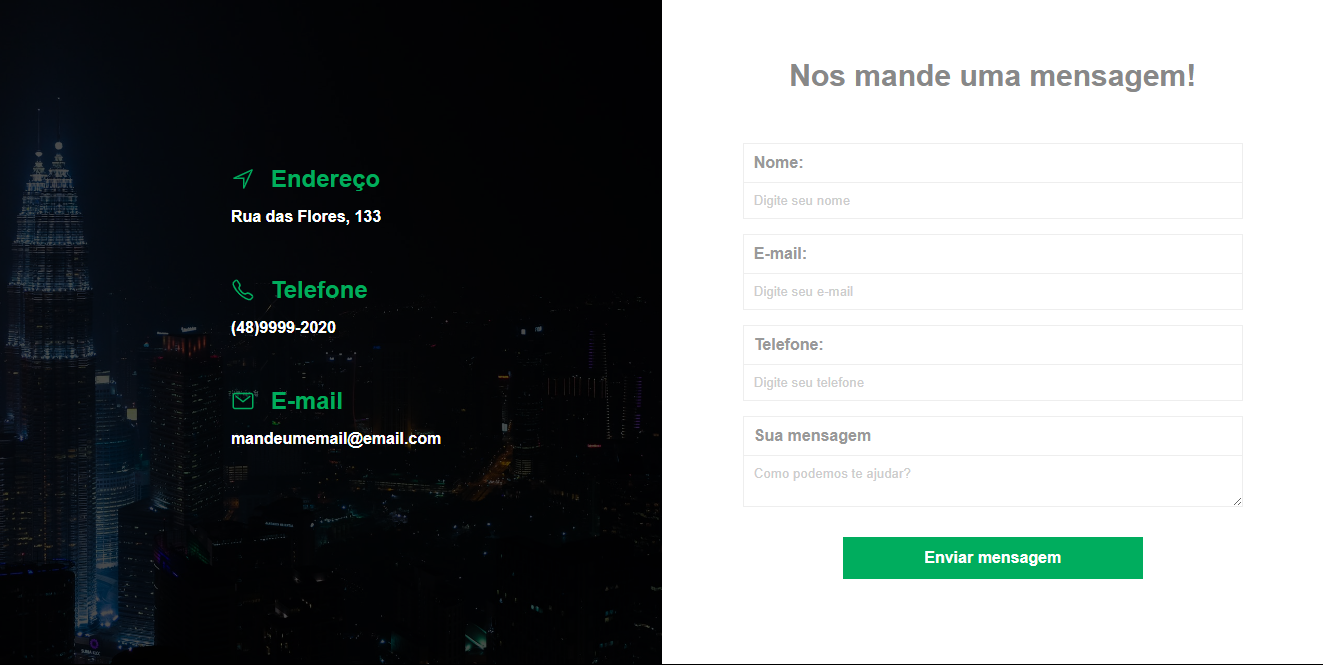 Endereço
Rua das Flores, 133
Telefone
(48)9999-2020
E-mail
mandeumemail@email.com
Nos mande uma mensagem!
Nome:
Digite seu nome
E-mail:
Digite seu e-mail
Telefone:
Digite seu telefone
Sua mensagem
Como podemos te ajudar?
Enviar mensagem